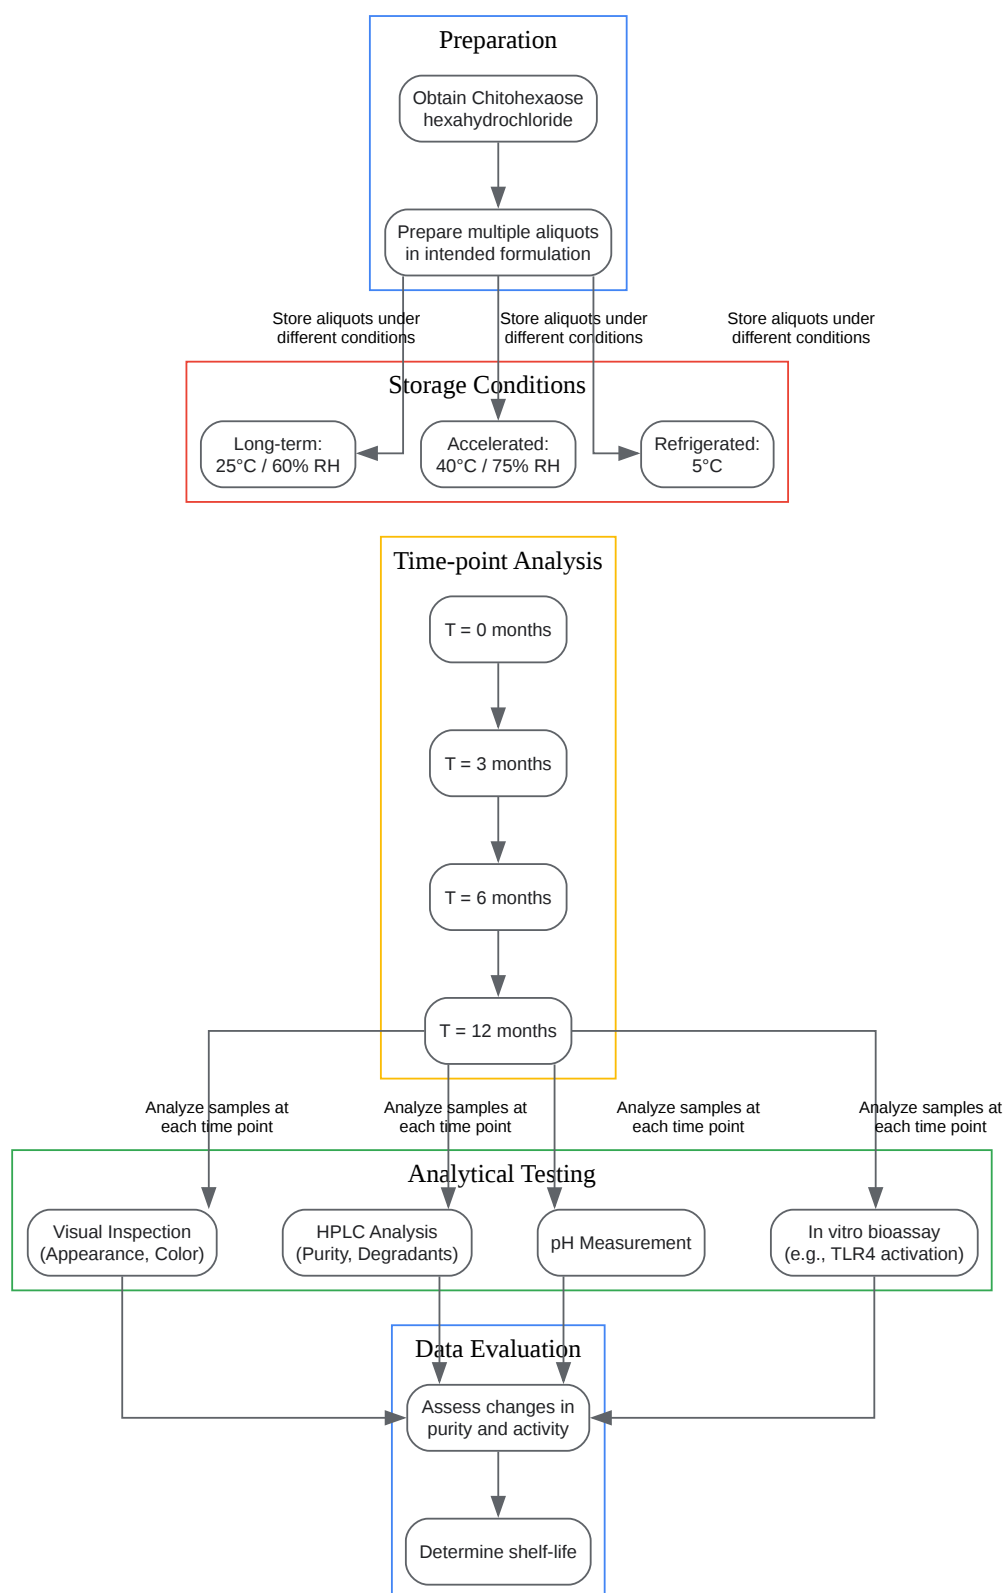 Preparation
Obtain Chitohexaose
hexahydrochloride
Prepare multiple aliquots
in intended formulation
Store aliquots under
different conditions
Store aliquots under
different conditions
Store aliquots under
different conditions
Storage Conditions
Long-term:
25°C / 60% RH
Accelerated:
40°C / 75% RH
Refrigerated:
5°C
Time-point Analysis
T = 0 months
T = 3 months
T = 6 months
T = 12 months
Analyze samples at
each time point
Analyze samples at
each time point
Analyze samples at
each time point
Analyze samples at
each time point
Analytical Testing
Visual Inspection
(Appearance, Color)
HPLC Analysis
(Purity, Degradants)
pH Measurement
In vitro bioassay
(e.g., TLR4 activation)
Data Evaluation
Assess changes in
purity and activity
Determine shelf-life